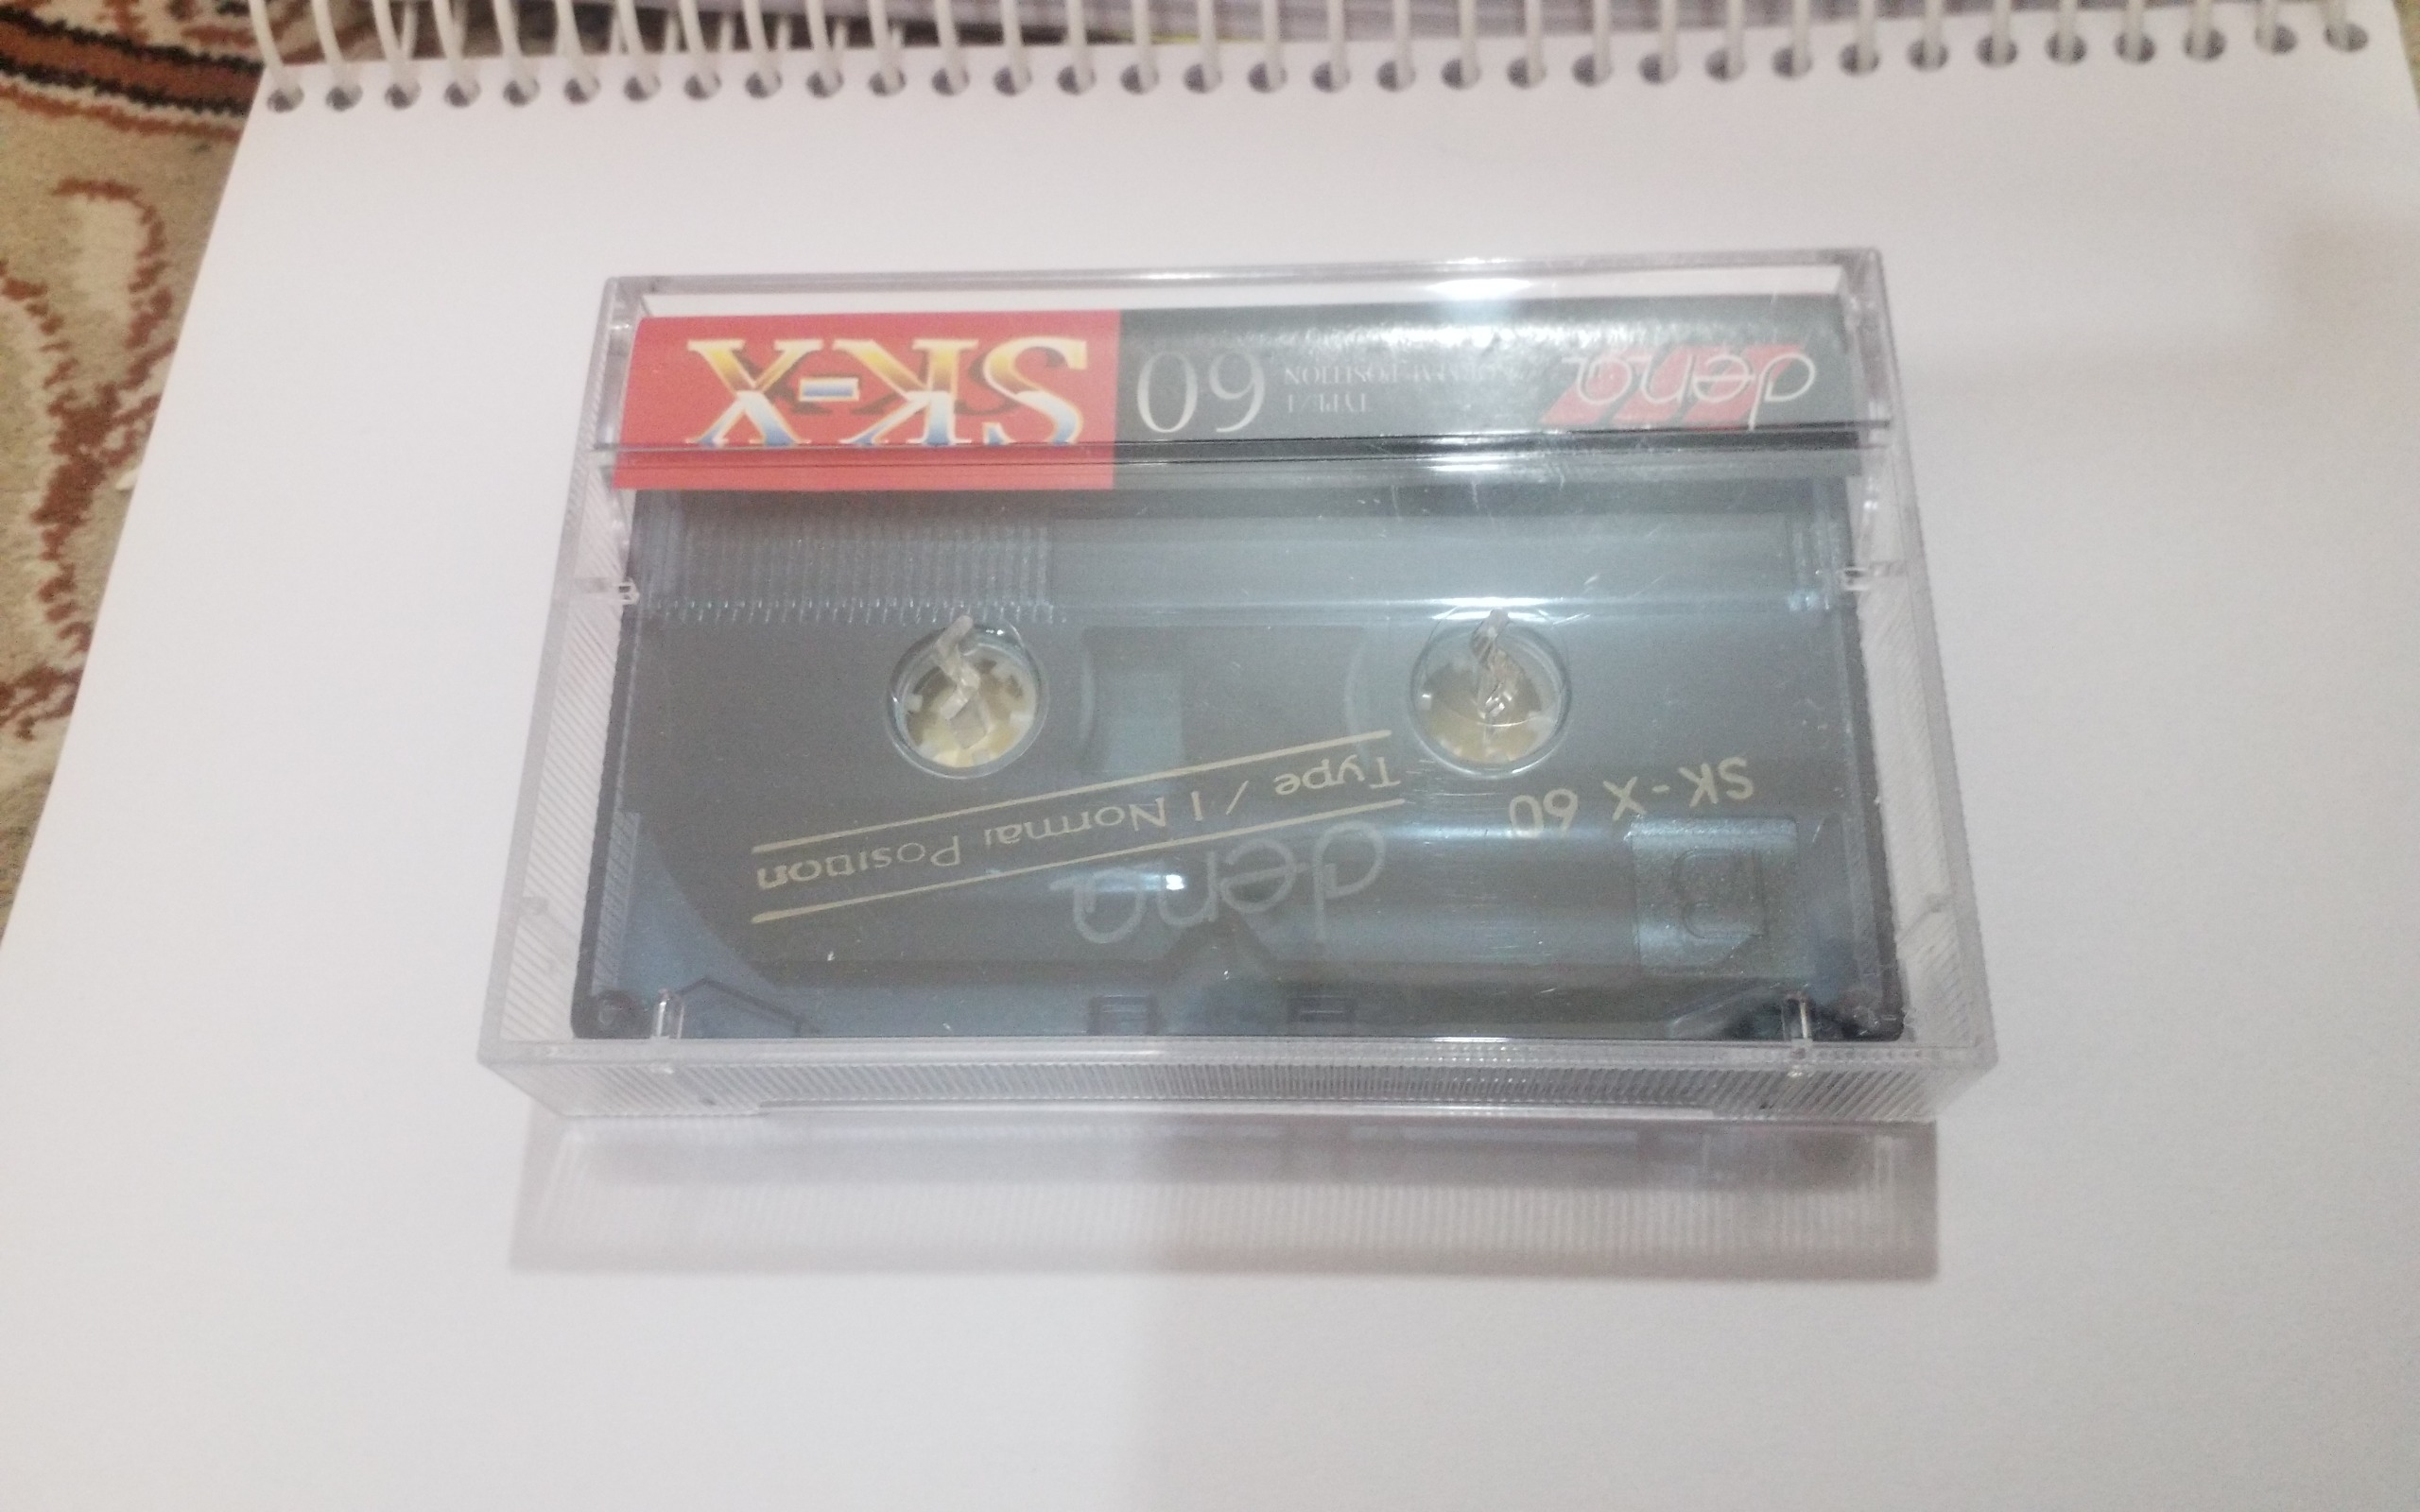 dena
TYPE/I
NORMAL POSITION
60
SK-X
SK-X 60
dena
Type / I Normal Position